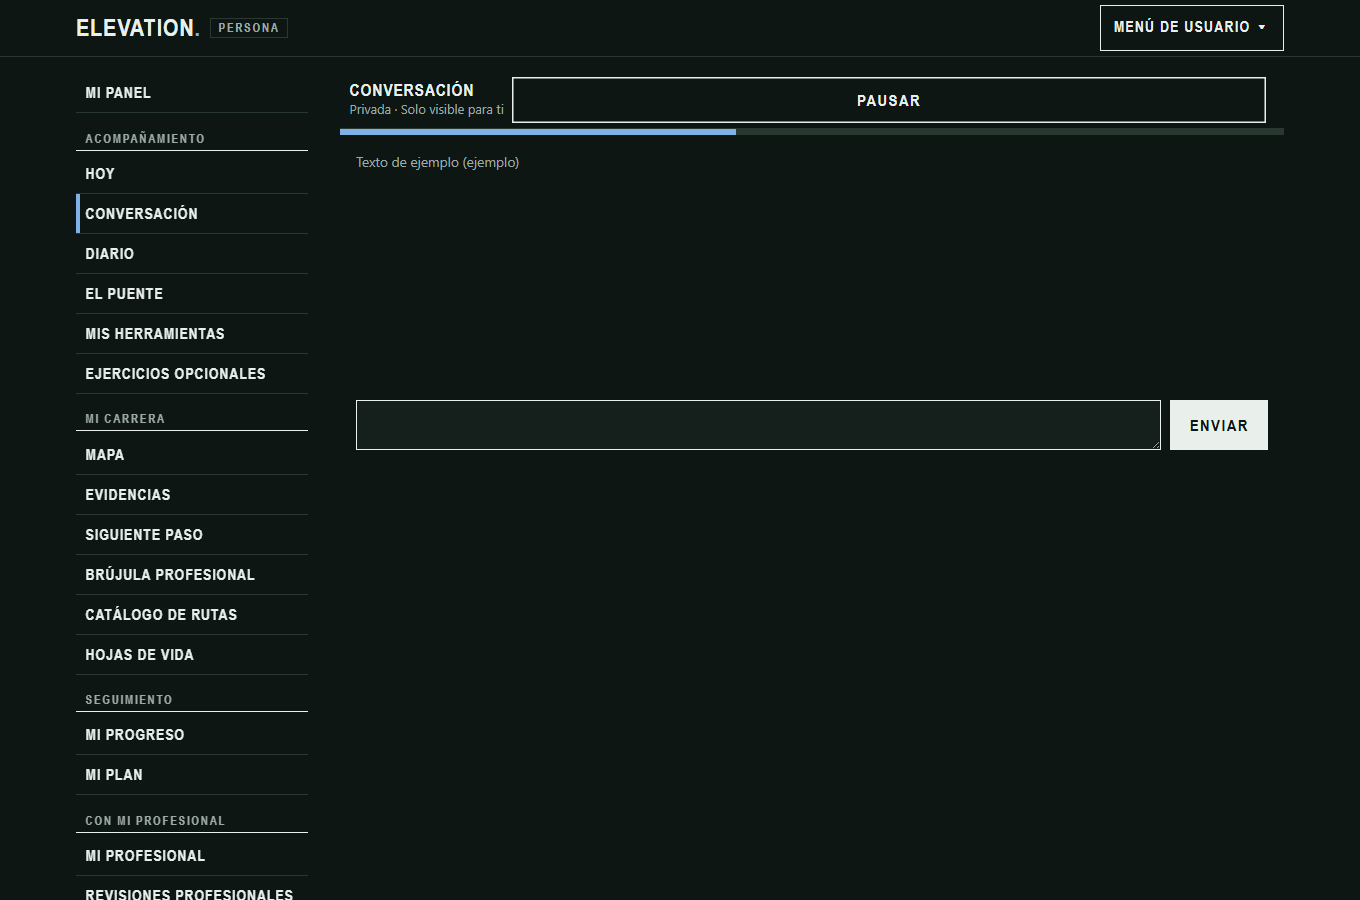 ELEVATION.
PERSONA
MENÚ DE USUARIO
MI PANEL
ACOMPAÑAMIENTO
HOY
CONVERSACIÓN
DIARIO
EL PUENTE
MIS HERRAMIENTAS
EJERCICIOS OPCIONALES
MI CARRERA
MAPA
EVIDENCIAS
SIGUIENTE PASO
BRÚJULA PROFESIONAL
CATÁLOGO DE RUTAS
HOJAS DE VIDA
SEGUIMIENTO
MI PROGRESO
MI PLAN
CON MI PROFESIONAL
MI PROFESIONAL
REVISIONES PROFESIONALES
CONVERSACIÓN
Privada · Solo visible para ti
PAUSAR
Texto de ejemplo (ejemplo)
ENVIAR